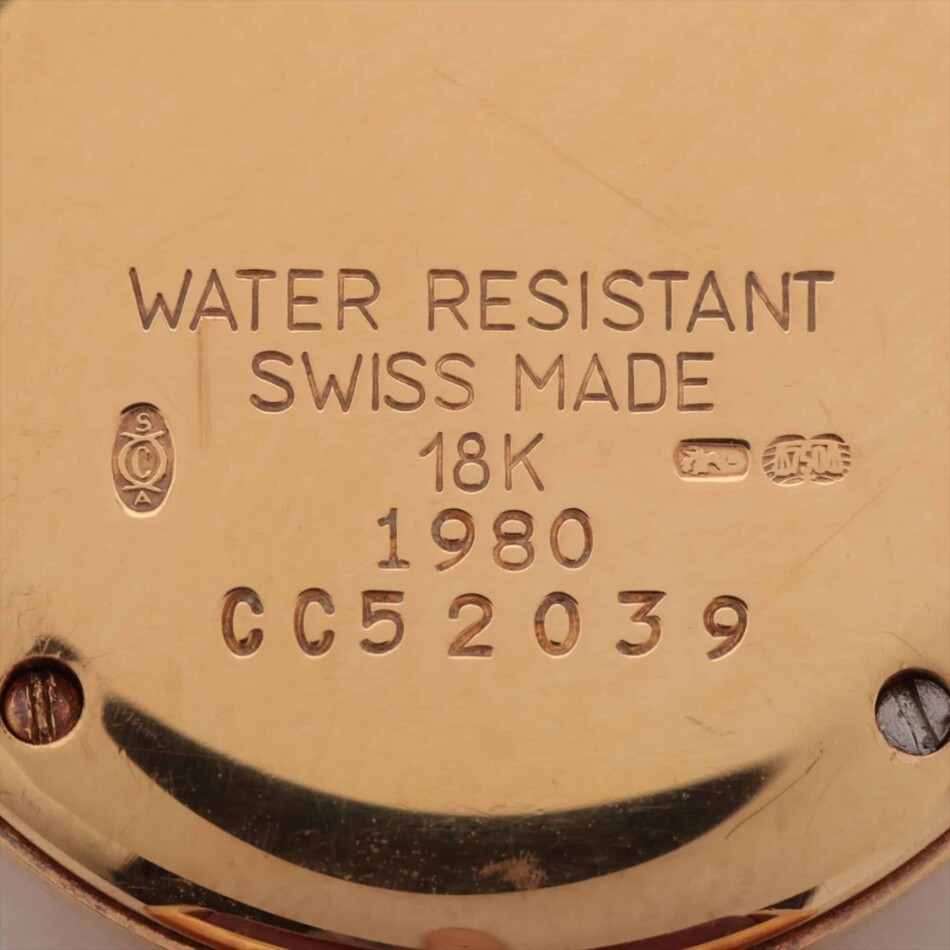 WATER RESISTANT
SWISS MADE
S
C
A
18K
1980
CC52039